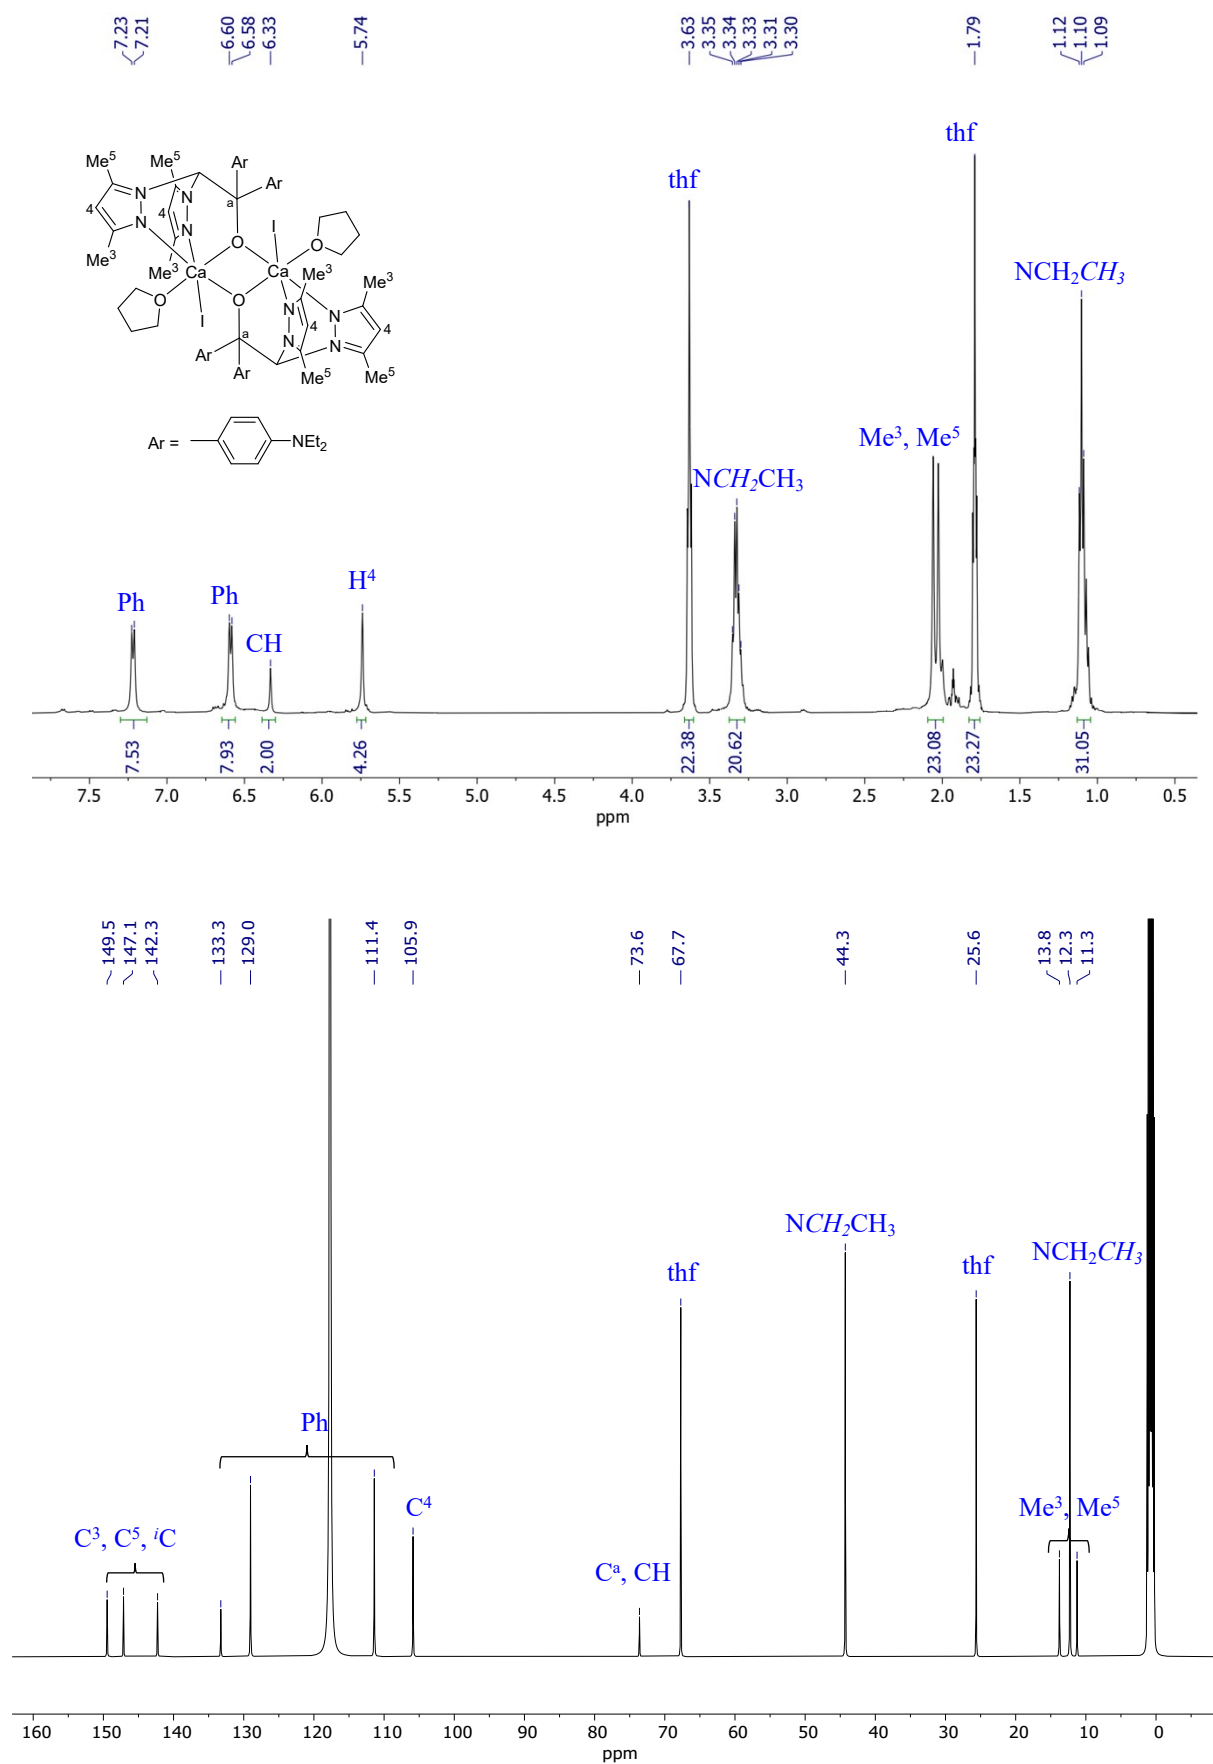 7.23
7.21
6.60
6.58
6.33
5.74
3.63
3.35
3.34
3.33
3.31
3.30
1.79
1.12
1.10
1.09
thf
thf
NCH2CH3
Me3, Me5
NCH2CH3
Ph
Ph
CH
H4
Me5
Me5
Ar
Ar
a
N
N
4
4
N
N
I
O
O
Me3
Me3
Ca
Ca
Me3
Me3
O
O
I
N
N
4
4
a
N
N
Ar
Ar
Me5
Me5
Ar =
NEt2
7.53
7.93
2.00
4.26
22.38
20.62
23.08
23.27
31.05
7.5 7.0 6.5 6.0 5.5 5.0 4.5 4.0 3.5 3.0 2.5 2.0 1.5 1.0 0.5
ppm
149.5
147.1
142.3
133.3
129.0
111.4
105.9
73.6
67.7
44.3
25.6
13.8
12.3
11.3
NCH2CH3
NCH2CH3
thf
thf
Ph
C4
Me3, Me5
C3, C5, iC
Ca, CH
160 150 140 130 120 110 100 90 80 70 60 50 40 30 20 10 0
ppm